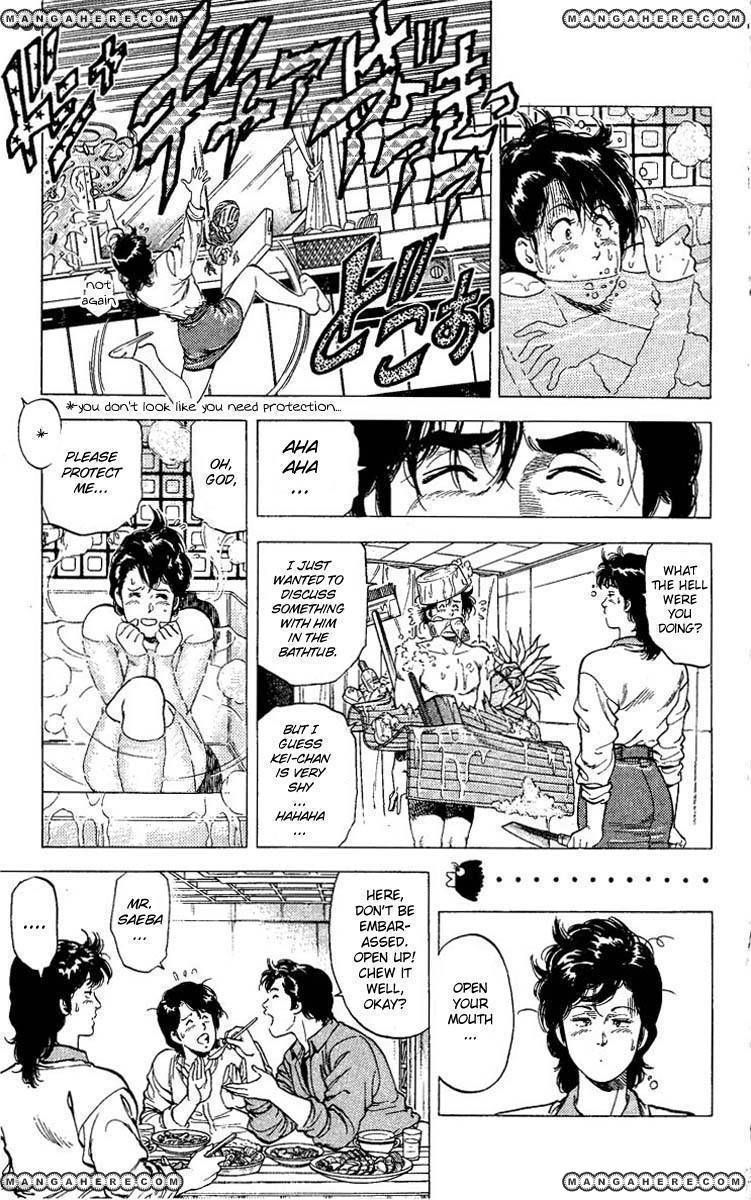 MANGAHERE.COM
MANGAHERE.COM
not
again
*you don't look like you need protection...
AHA
AHA
...
OH,
GOD,
PLEASE
PROTECT
ME...
*
WHAT
THE HELL
WERE
YOU
DOING?
I JUST
WANTED TO
DISCUSS
SOMETHING
WITH HIM
IN THE
BATHTUB.
BUT I
GUESS
KEI-CHAN
IS VERY
SHY
...
HAHAHA
...
OPEN
YOUR
MOUTH
...
HERE,
DON'T BE
EMBAR-
ASSED.
OPEN UP!
CHEW IT
WELL,
OKAY?
MR.
SAEBA
...
....
MANGAHERE.COM
MANGAHERE.COM